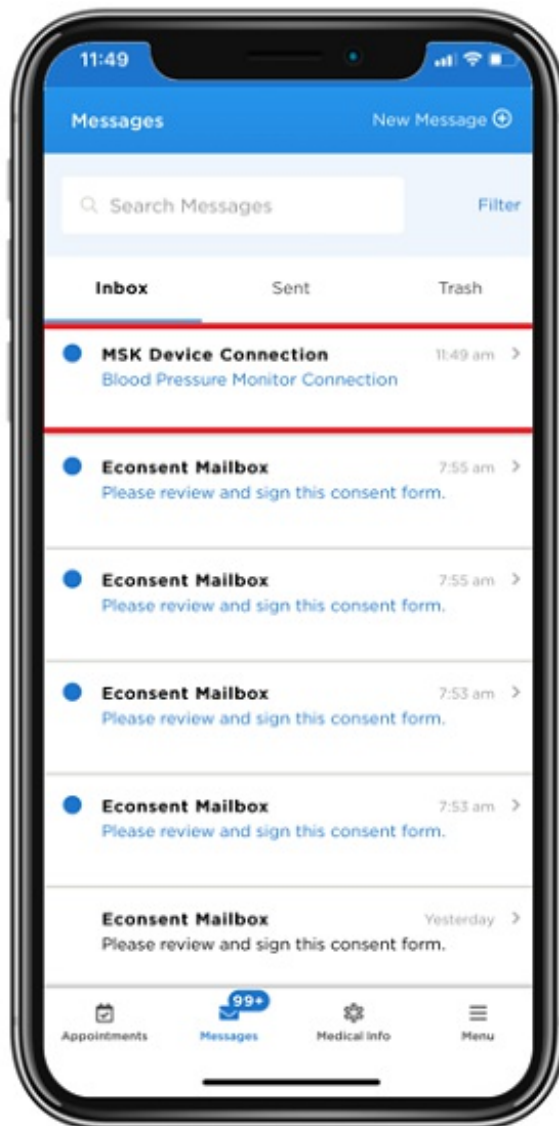 11:49
Messages New Message
Search Messages Filter
Inbox Sent Trash
MSK Device Connection 11:49 am
Blood Pressure Monitor Connection
Econsent Mailbox 7:55 am
Please review and sign this consent form.
Econsent Mailbox 7:55 am
Please review and sign this consent form.
Econsent Mailbox 7:53 am
Please review and sign this consent form.
Econsent Mailbox 7:53 am
Please review and sign this consent form.
Econsent Mailbox Yesterday
Please review and sign this consent form.
99+
Appointments Messages Medical Info Menu